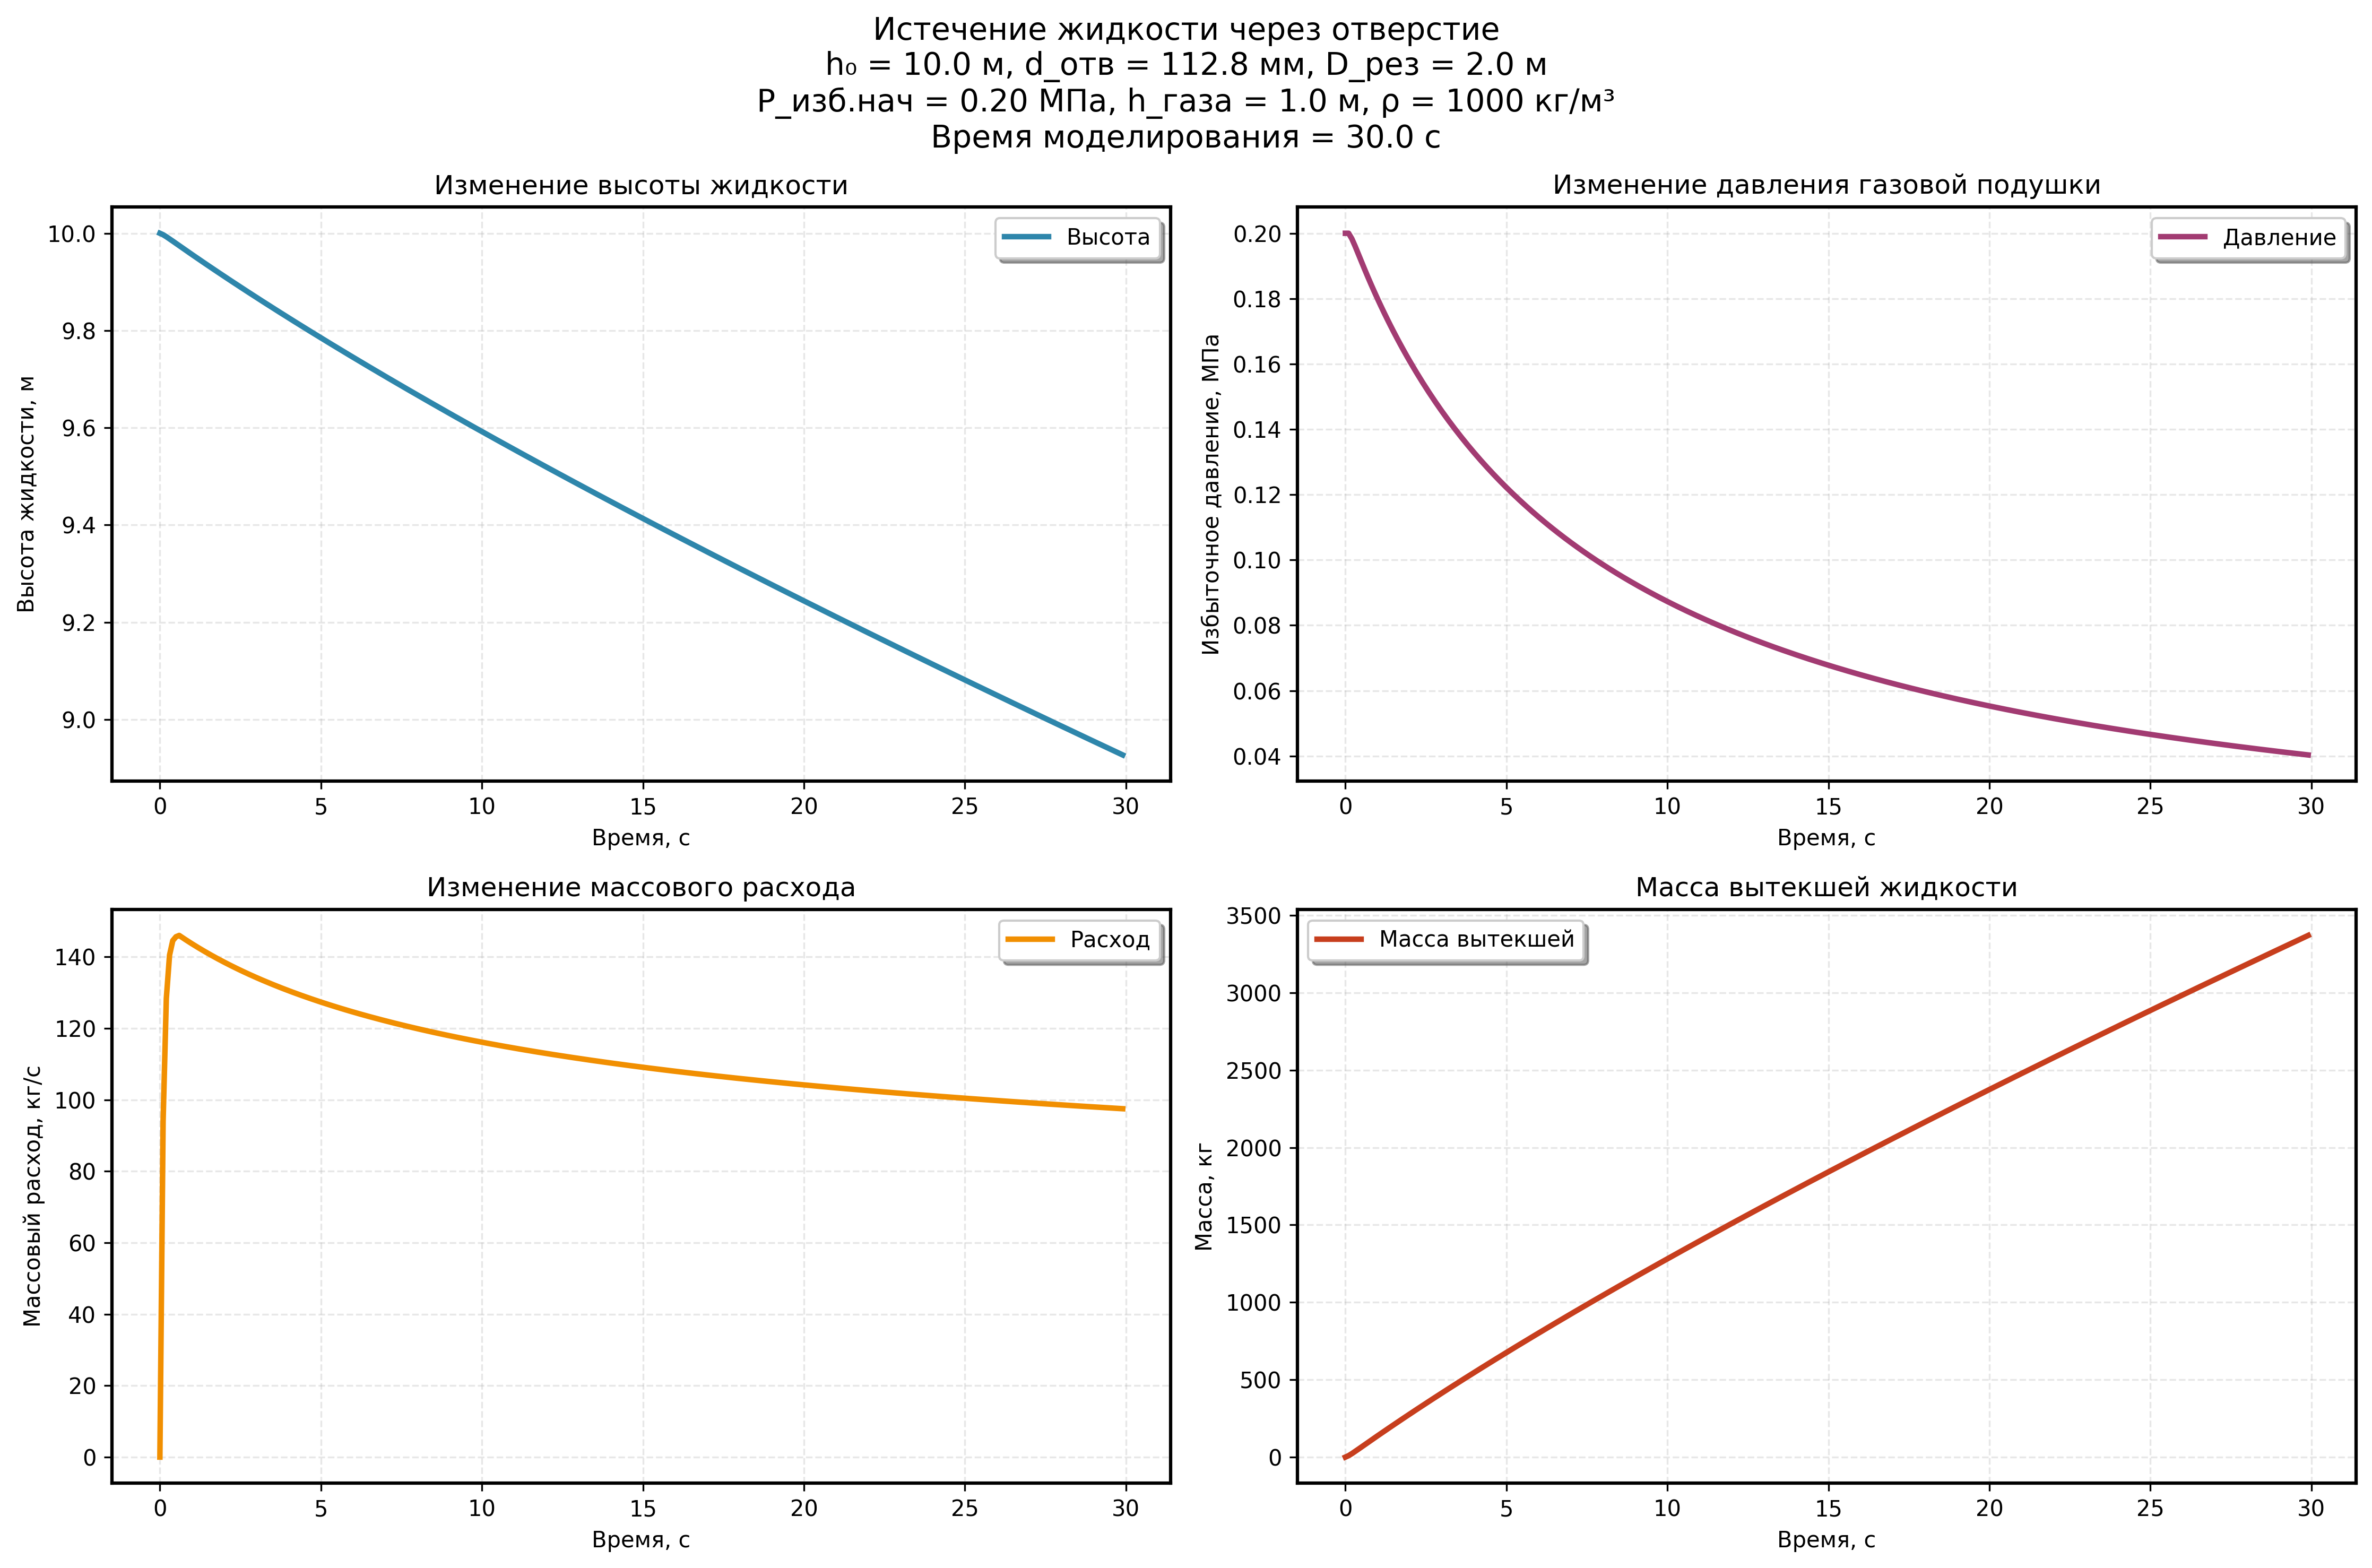 Истечение жидкости через отверстие
h₀ = 10.0 м, d_отв = 112.8 мм, D_рез = 2.0 м
P_изб.нач = 0.20 МПа, h_газа = 1.0 м, ρ = 1000 кг/м³
Время моделирования = 30.0 с
Изменение высоты жидкости
Высота
Высота жидкости, м
10.0
9.8
9.6
9.4
9.2
9.0
0 5 10 15 20 25 30
Время, с
Изменение давления газовой подушки
Давление
Избыточное давление, МПа
0.20
0.18
0.16
0.14
0.12
0.10
0.08
0.06
0.04
0 5 10 15 20 25 30
Время, с
Изменение массового расхода
Расход
Массовый расход, кг/с
140
120
100
80
60
40
20
0
0 5 10 15 20 25 30
Время, с
Масса вытекшей жидкости
Масса вытекшей
Масса, кг
3500
3000
2500
2000
1500
1000
500
0
0 5 10 15 20 25 30
Время, с